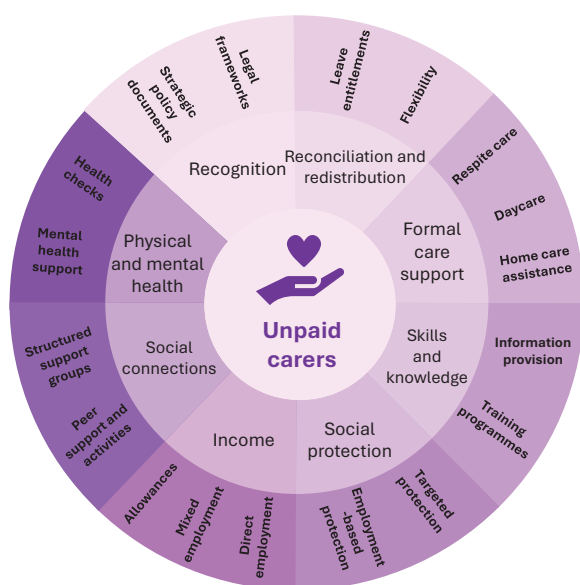 Unpaid
carers
Recognition
Strategic
policy
documents
Legal
frameworks
Reconciliation and
redistribution
Leave
entitlements
Flexibility
Formal
care
support
Respite care
Daycare
Home care
assistance
Skills
and
knowledge
Information
provision
Training
programmes
Social
protection
Targeted
protection
Employment
-based
protection
Income
Direct
employment
Mixed
employment
Allowances
Social
connections
Peer
support and
activities
Structured
support
groups
Physical
and mental
health
Mental
health
support
Health
checks